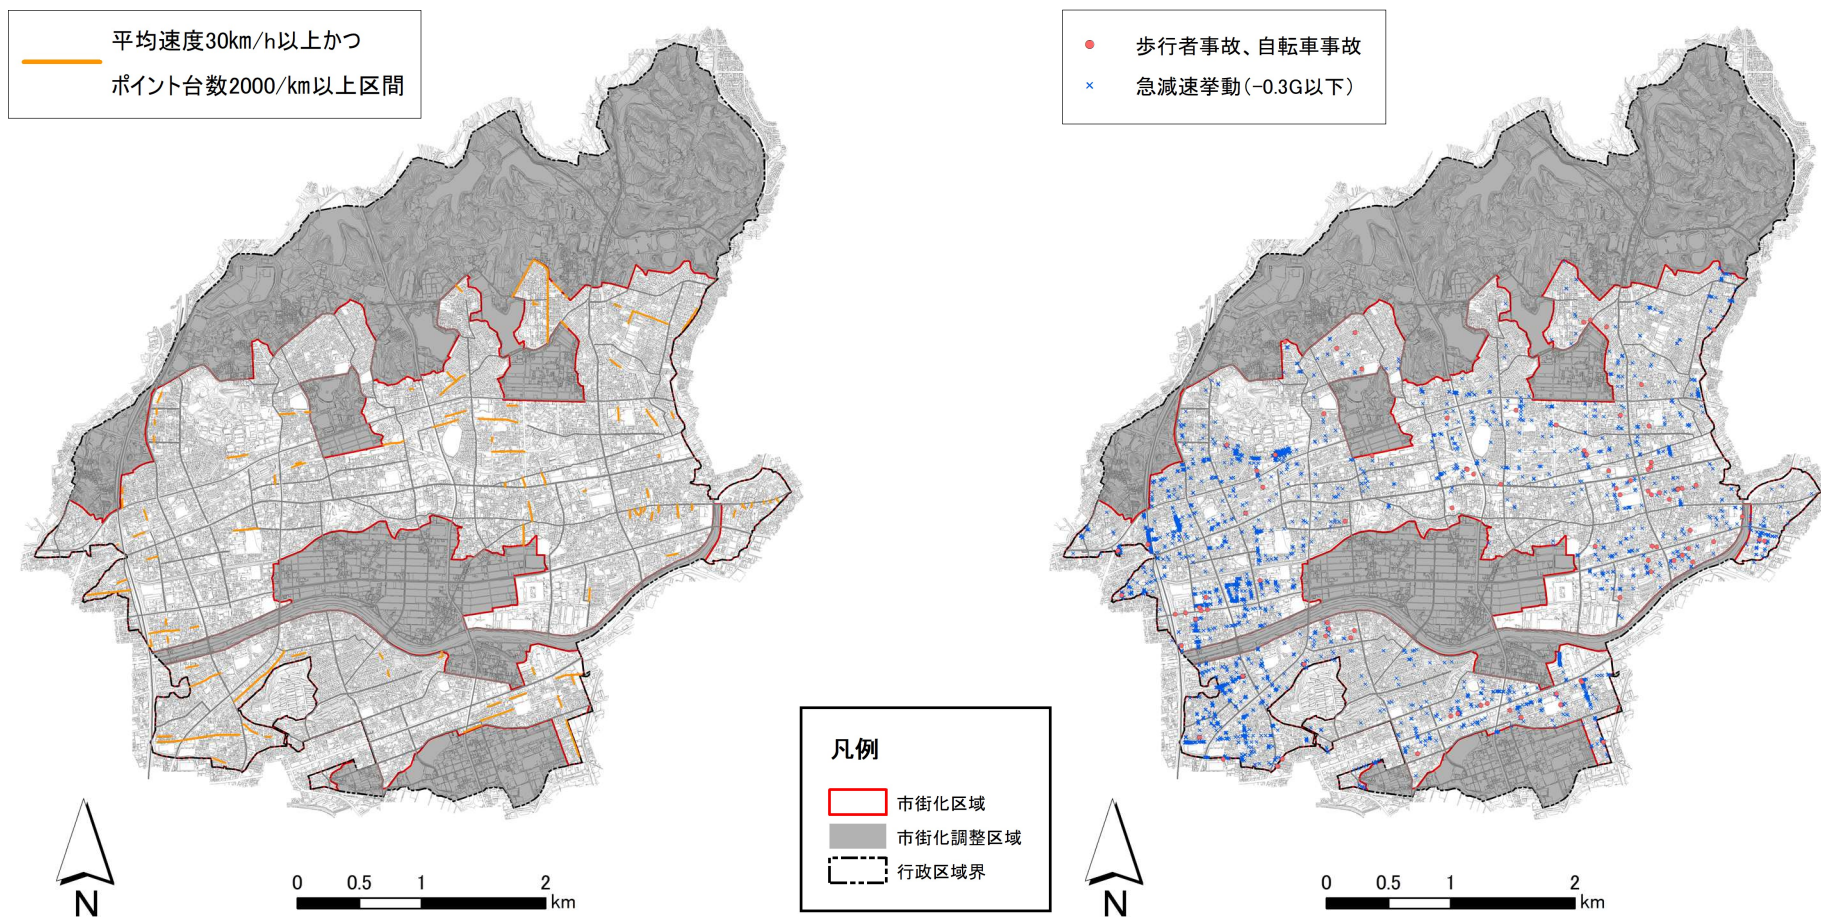 平均速度30km/h以上かつ
ポイント台数2000/km以上区間
歩行者事故、自転車事故
急減速挙動(-0.3G以下)
凡例
市街化区域
市街化調整区域
行政区域界
N
0 0.5 1 2
km
N
0 0.5 1 2
km